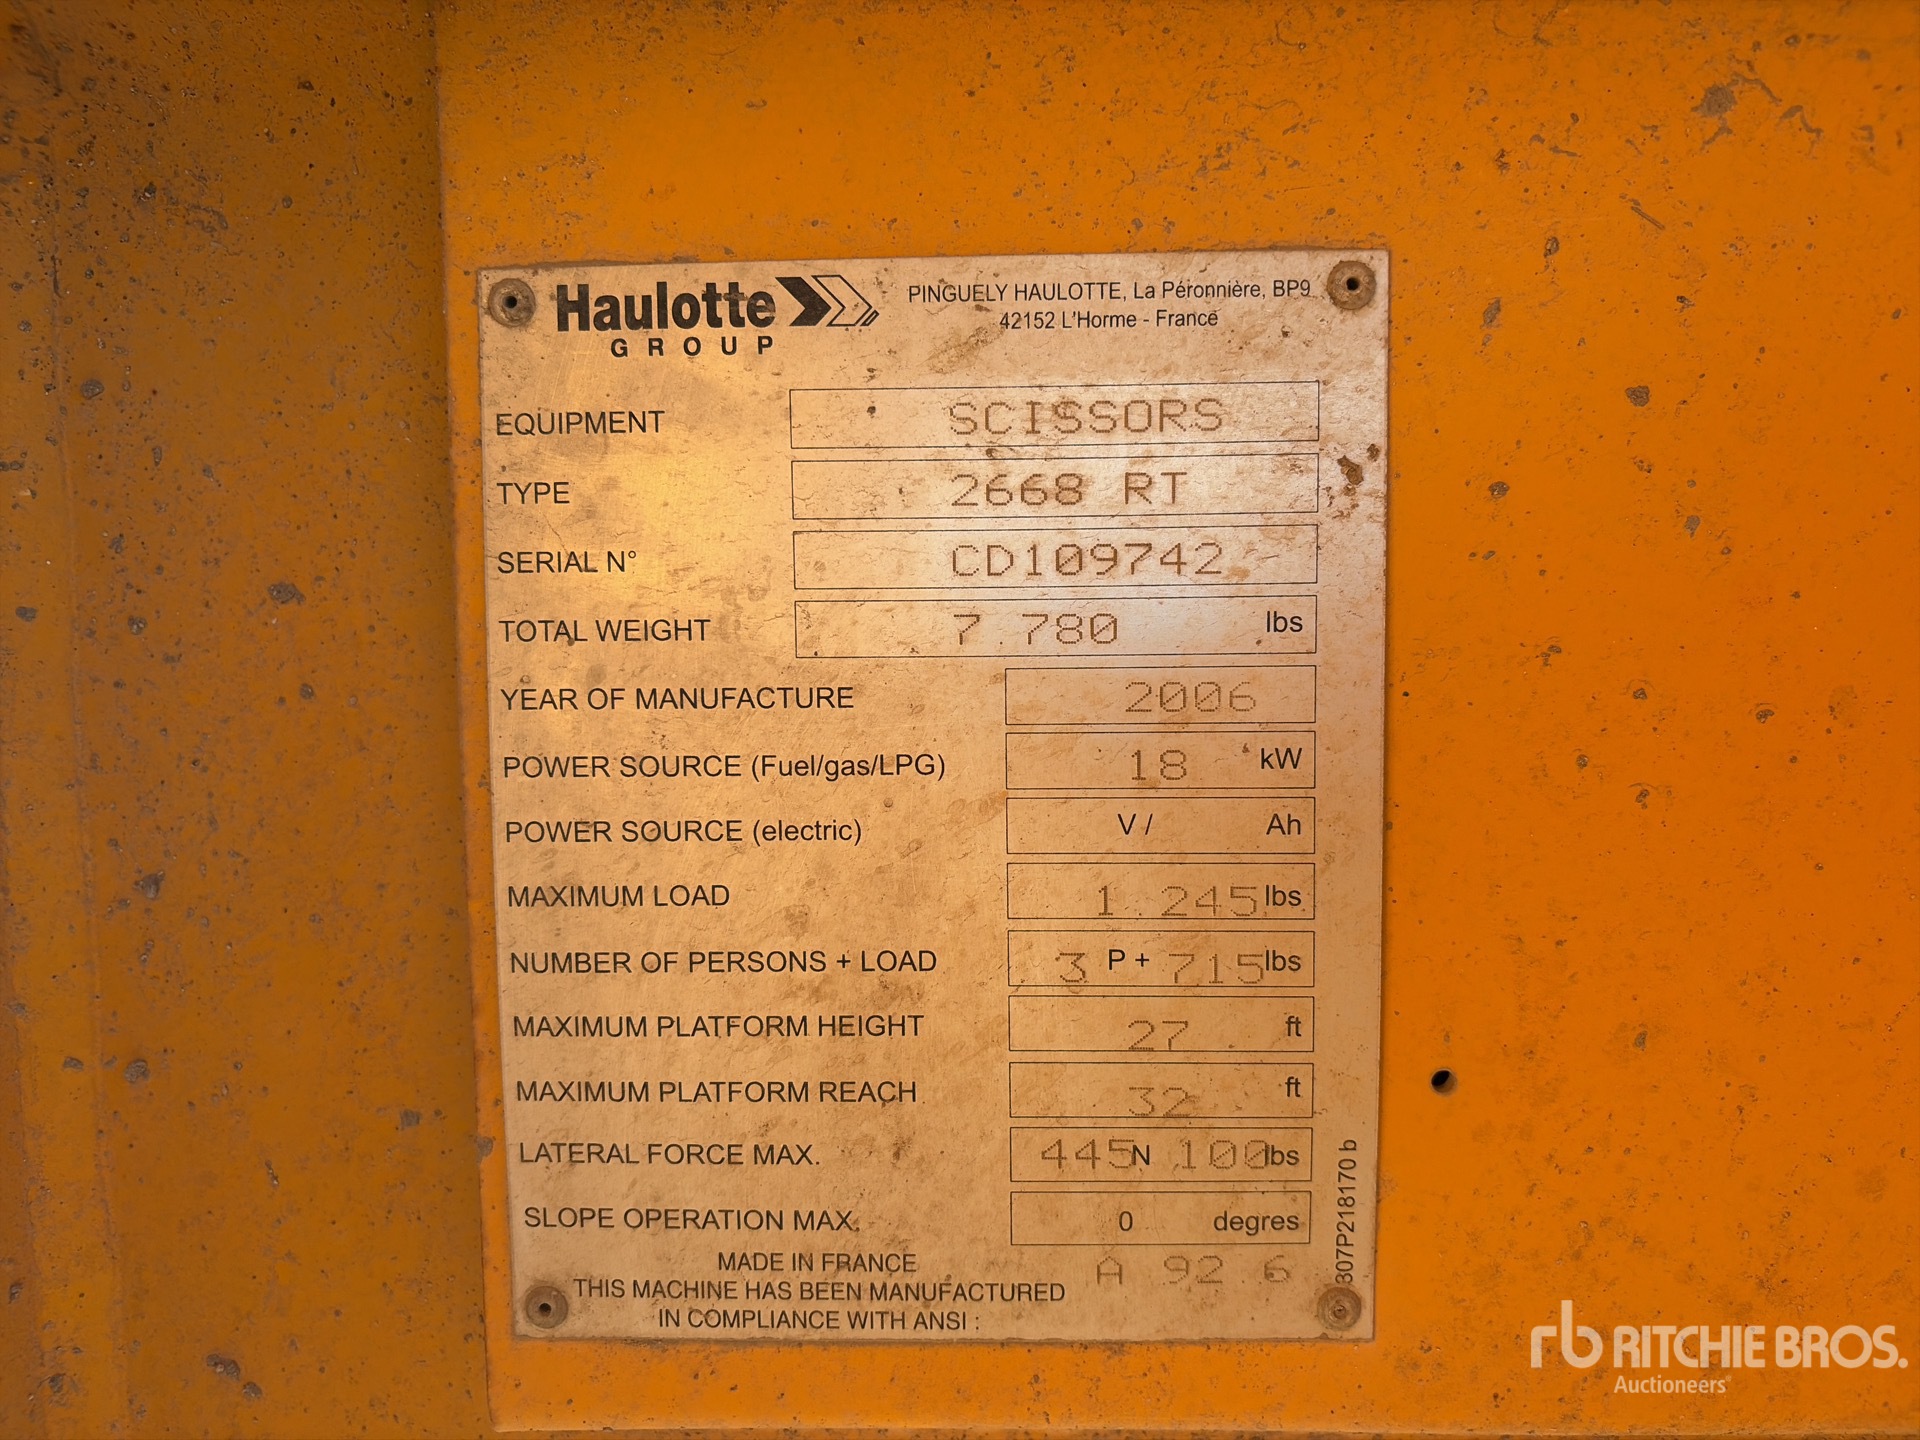 Haulotte
GROUP
PINGUELY HAULOTTE, La Péronnière, BP9
42152 L'Horme - France
EQUIPMENT SCISSORS
TYPE 2668 RT
SERIAL N° CD109742
TOTAL WEIGHT 7.780 lbs
YEAR OF MANUFACTURE 2006
POWER SOURCE (Fuel/gas/LPG) 18 kW
POWER SOURCE (electric) V / Ah
MAXIMUM LOAD 1.245 lbs
NUMBER OF PERSONS + LOAD 3 P + 715 lbs
MAXIMUM PLATFORM HEIGHT 27 ft
MAXIMUM PLATFORM REACH 32 ft
LATERAL FORCE MAX. 445 N 100 lbs
SLOPE OPERATION MAX. 0 degres
MADE IN FRANCE
THIS MACHINE HAS BEEN MANUFACTURED
IN COMPLIANCE WITH ANSI :
A 92.6
307P218170 b
rb RITCHIE BROS.
Auctioneers